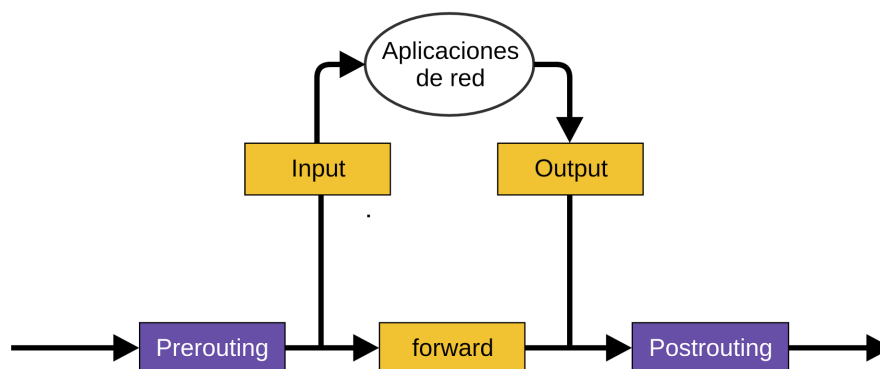 Aplicaciones
de red
Input
Output
Prerouting
forward
Postrouting